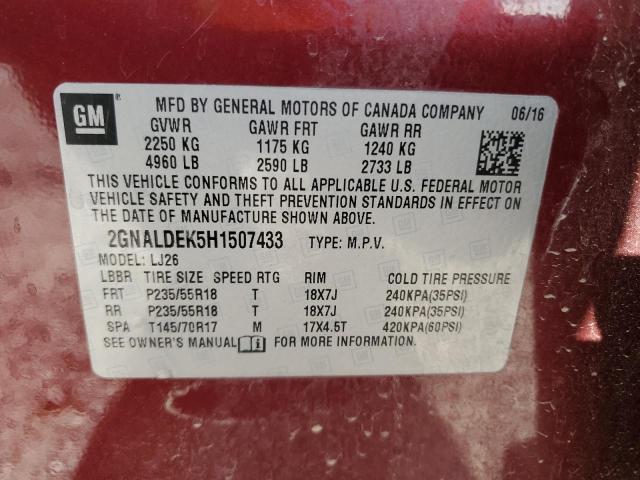 GM
®
MFD BY GENERAL MOTORS OF CANADA COMPANY 06/16
GVWR GAWR FRT GAWR RR
2250 KG 1175 KG 1240 KG
4960 LB 2590 LB 2733 LB
THIS VEHICLE CONFORMS TO ALL APPLICABLE U.S. FEDERAL MOTOR
VEHICLE SAFETY AND THEFT PREVENTION STANDARDS IN EFFECT ON
THE DATE OF MANUFACTURE SHOWN ABOVE.
2GNALDEK5H1507433 TYPE: M.P.V.
MODEL: LJ26
LBBR TIRE SIZE SPEED RTG RIM COLD TIRE PRESSURE
FRT P235/55R18 T 18X7J 240KPA(35PSI)
RR P235/55R18 T 18X7J 240KPA(35PSI)
SPA T145/70R17 M 17X4.5T 420KPA(60PSI)
SEE OWNER'S MANUAL FOR MORE INFORMATION.